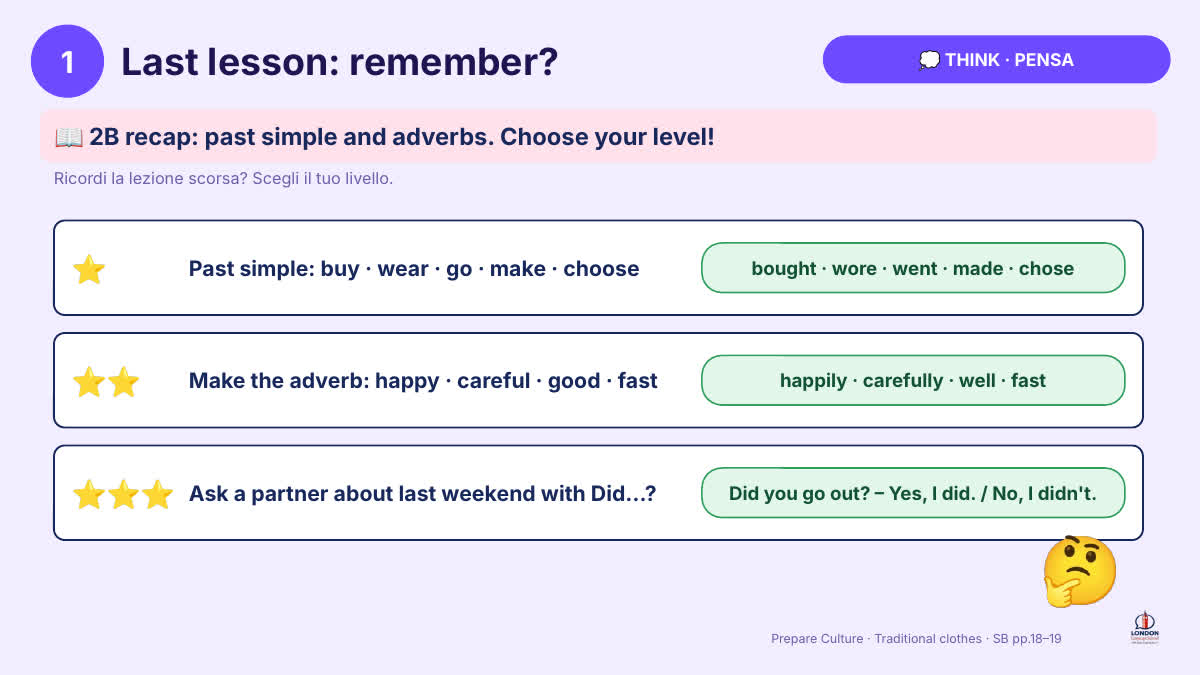 1
Last lesson: remember?
💭 THINK · PENSA
📖 2B recap: past simple and adverbs. Choose your level!
Ricordi la lezione scorsa? Scegli il tuo livello.
Past simple: buy · wear · go · make · choose
bought · wore · went · made · chose
Make the adverb: happy · careful · good · fast
happily · carefully · well · fast
Ask a partner about last weekend with Did...?
Did you go out? – Yes, I did. / No, I didn't.
Prepare Culture · Traditional clothes · SB pp.18–19
LONDON